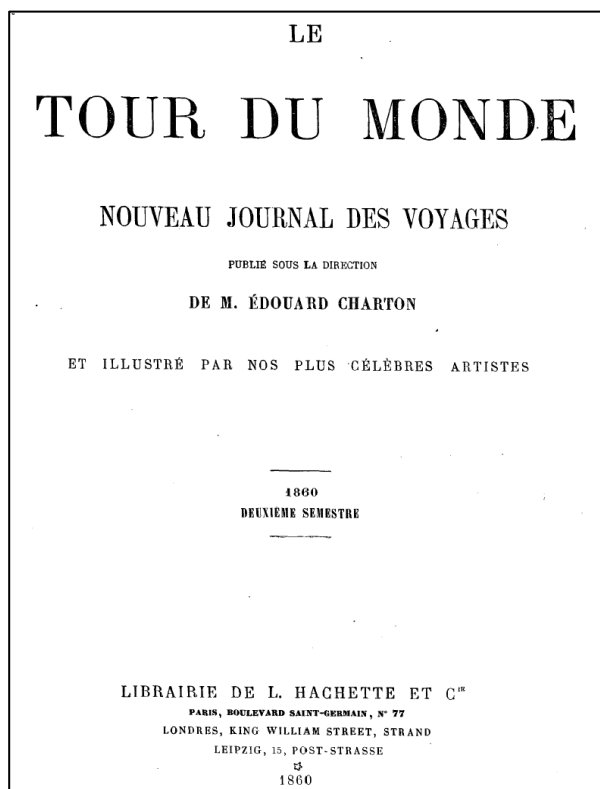 LE
TOUR DU MONDE
NOUVEAU JOURNAL DES VOYAGES
PUBLIÉ SOUS LA DIRECTION
DE M. ÉDOUARD CHARTON
ET ILLUSTRÉ PAR NOS PLUS CÉLÈBRES ARTISTES
1860
DEUXIÈME SEMESTRE
LIBRAIRIE DE L. HACHETTE ET Cie
PARIS, BOULEVARD SAINT-GERMAIN, N° 77
LONDRES, KING WILLIAM STREET, STRAND
LEIPZIG, 15, POST-STRASSE
1860